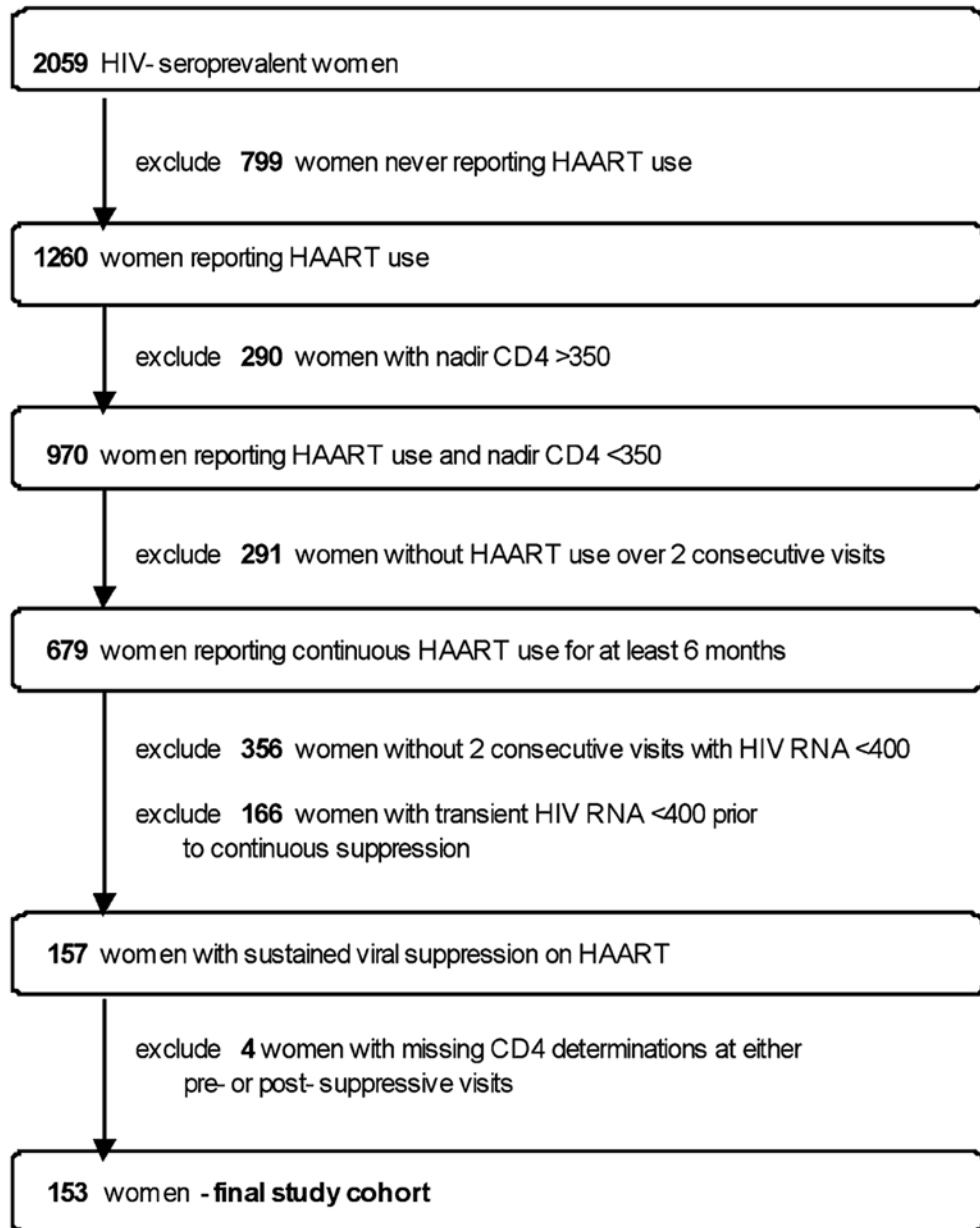 2059 HIV- seroprevalent women
exclude 799 women never reporting HAART use
1260 women reporting HAART use
exclude 290 women with nadir CD4 >350
970 women reporting HAART use and nadir CD4 <350
exclude 291 women without HAART use over 2 consecutive visits
679 women reporting continuous HAART use for at least 6 months
exclude 356 women without 2 consecutive visits with HIV RNA <400
exclude 166 women with transient HIV RNA <400 prior
to continuous suppression
157 women with sustained viral suppression on HAART
exclude 4 women with missing CD4 determinations at either
pre- or post- suppressive visits
153 women - final study cohort